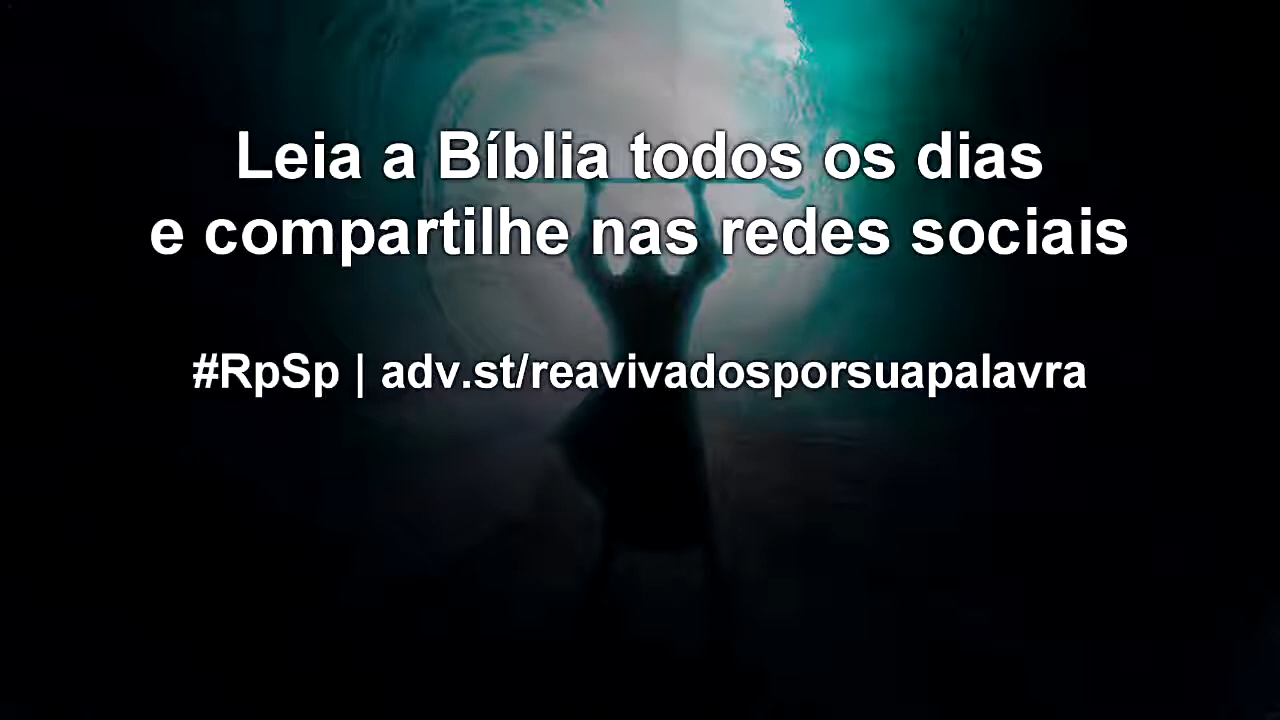 Leia a Bíblia todos os dias
e compartilhe nas redes sociais
#RpSp | adv.st/reavivadosporsuapalavra